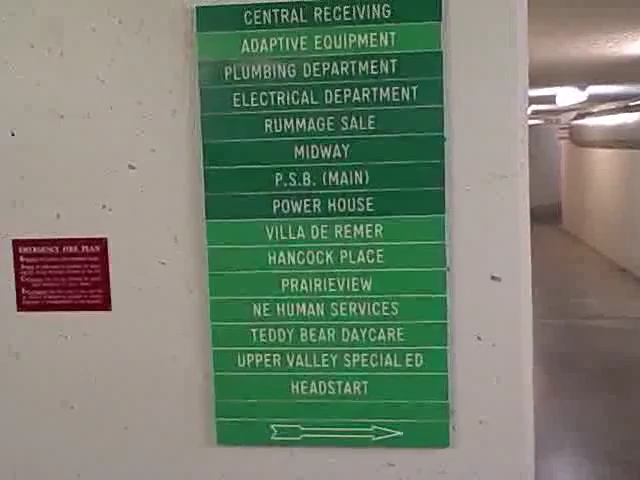 CENTRAL RECEIVING
ADAPTIVE EQUIPMENT
PLUMBING DEPARTMENT
ELECTRICAL DEPARTMENT
RUMMAGE SALE
MIDWAY
P.S.B. (MAIN)
POWER HOUSE
VILLA DE REMER
HANCOCK PLACE
PRAIRIEVIEW
NE HUMAN SERVICES
TEDDY BEAR DAYCARE
UPPER VALLEY SPECIAL ED
HEADSTART
EMERGENCY FIRE PLAN